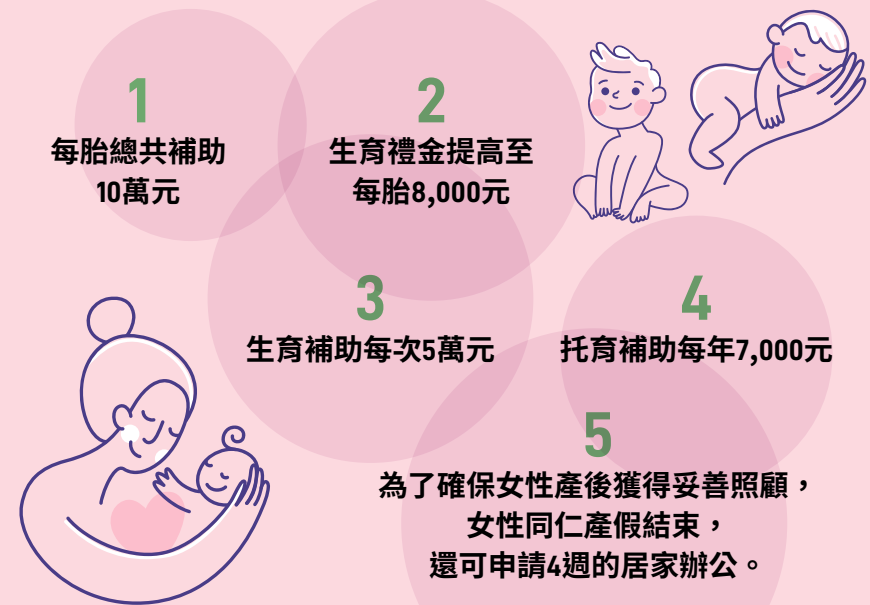 1
每胎總共補助
10萬元
2
生育禮金提高至
每胎8,000元
3
生育補助每次5萬元
4
托育補助每年7,000元
5
為了確保女性產後獲得妥善照顧，
女性同仁產假結束，
還可申請4週的居家辦公。